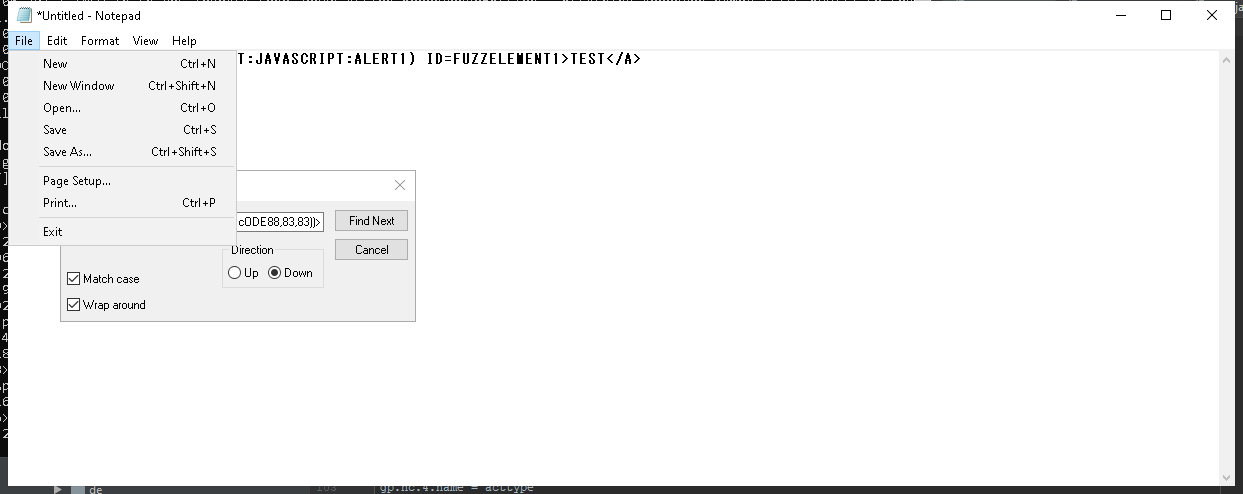 *Untitled - Notepad
File Edit Format View Help
T:JAVASCRIPT:ALERT1) ID=FUZZELEMENT1>TEST</A>
New Ctrl+N
New Window Ctrl+Shift+N
Open... Ctrl+O
Save Ctrl+S
Save As... Ctrl+Shift+S
Page Setup...
Print... Ctrl+P
Exit
cODE88,83,83))> Find Next
Cancel
Direction
Up Down
Match case
Wrap around
de
gp.nc.4.name = acttype